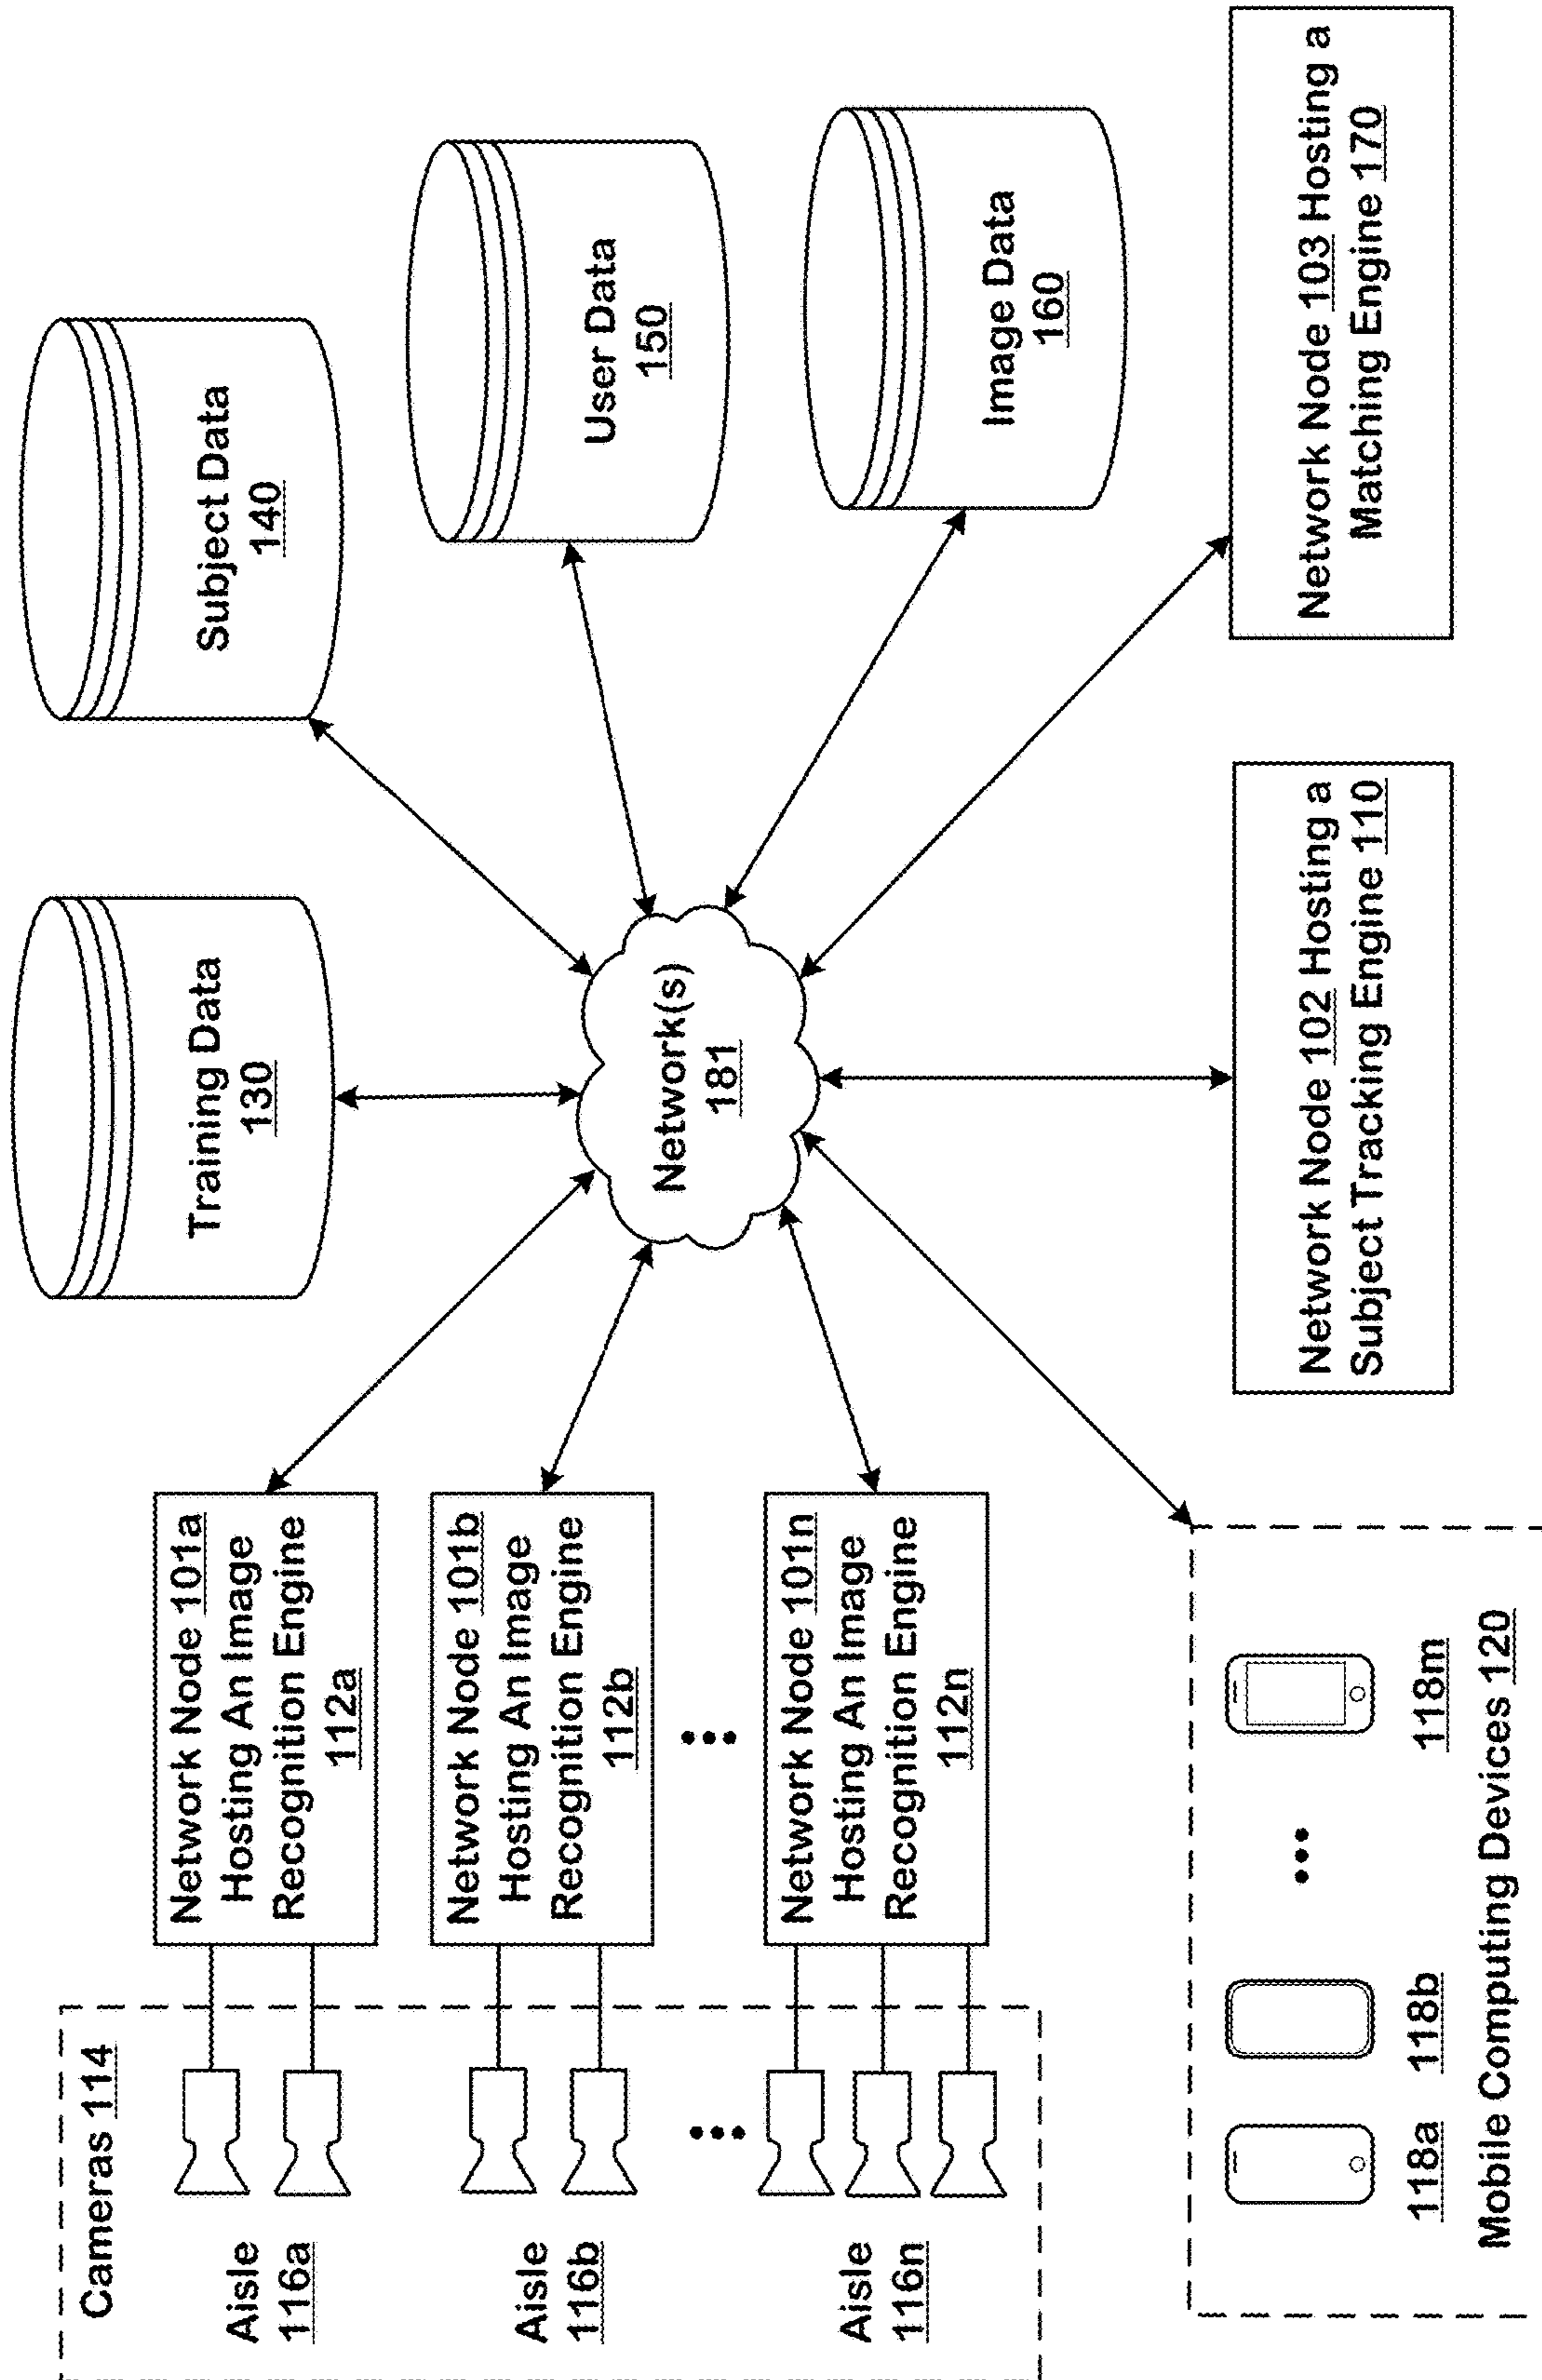 Cameras 114
Aisle
116a
Aisle
116b
Aisle
116n
Network Node 101a
Hosting An Image
Recognition Engine
112a
Network Node 101b
Hosting An Image
Recognition Engine
112b
Network Node 101n
Hosting An Image
Recognition Engine
112n
Training Data
130
Subject Data
140
User Data
150
Image Data
160
Network(s)
181
118a
118b
118m
Mobile Computing Devices 120
Network Node 102 Hosting a
Subject Tracking Engine 110
Network Node 103 Hosting a
Matching Engine 170